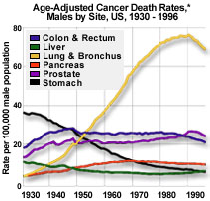 Age-Adjusted Cancer Death Rates,*
Males by Site, US, 1930 - 1996
Rate per 100,000 male population
80
60
40
20
0
Colon & Rectum
Liver
Lung & Bronchus
Pancreas
Prostate
Stomach
1930 1940 1950 1960 1970 1980 1990